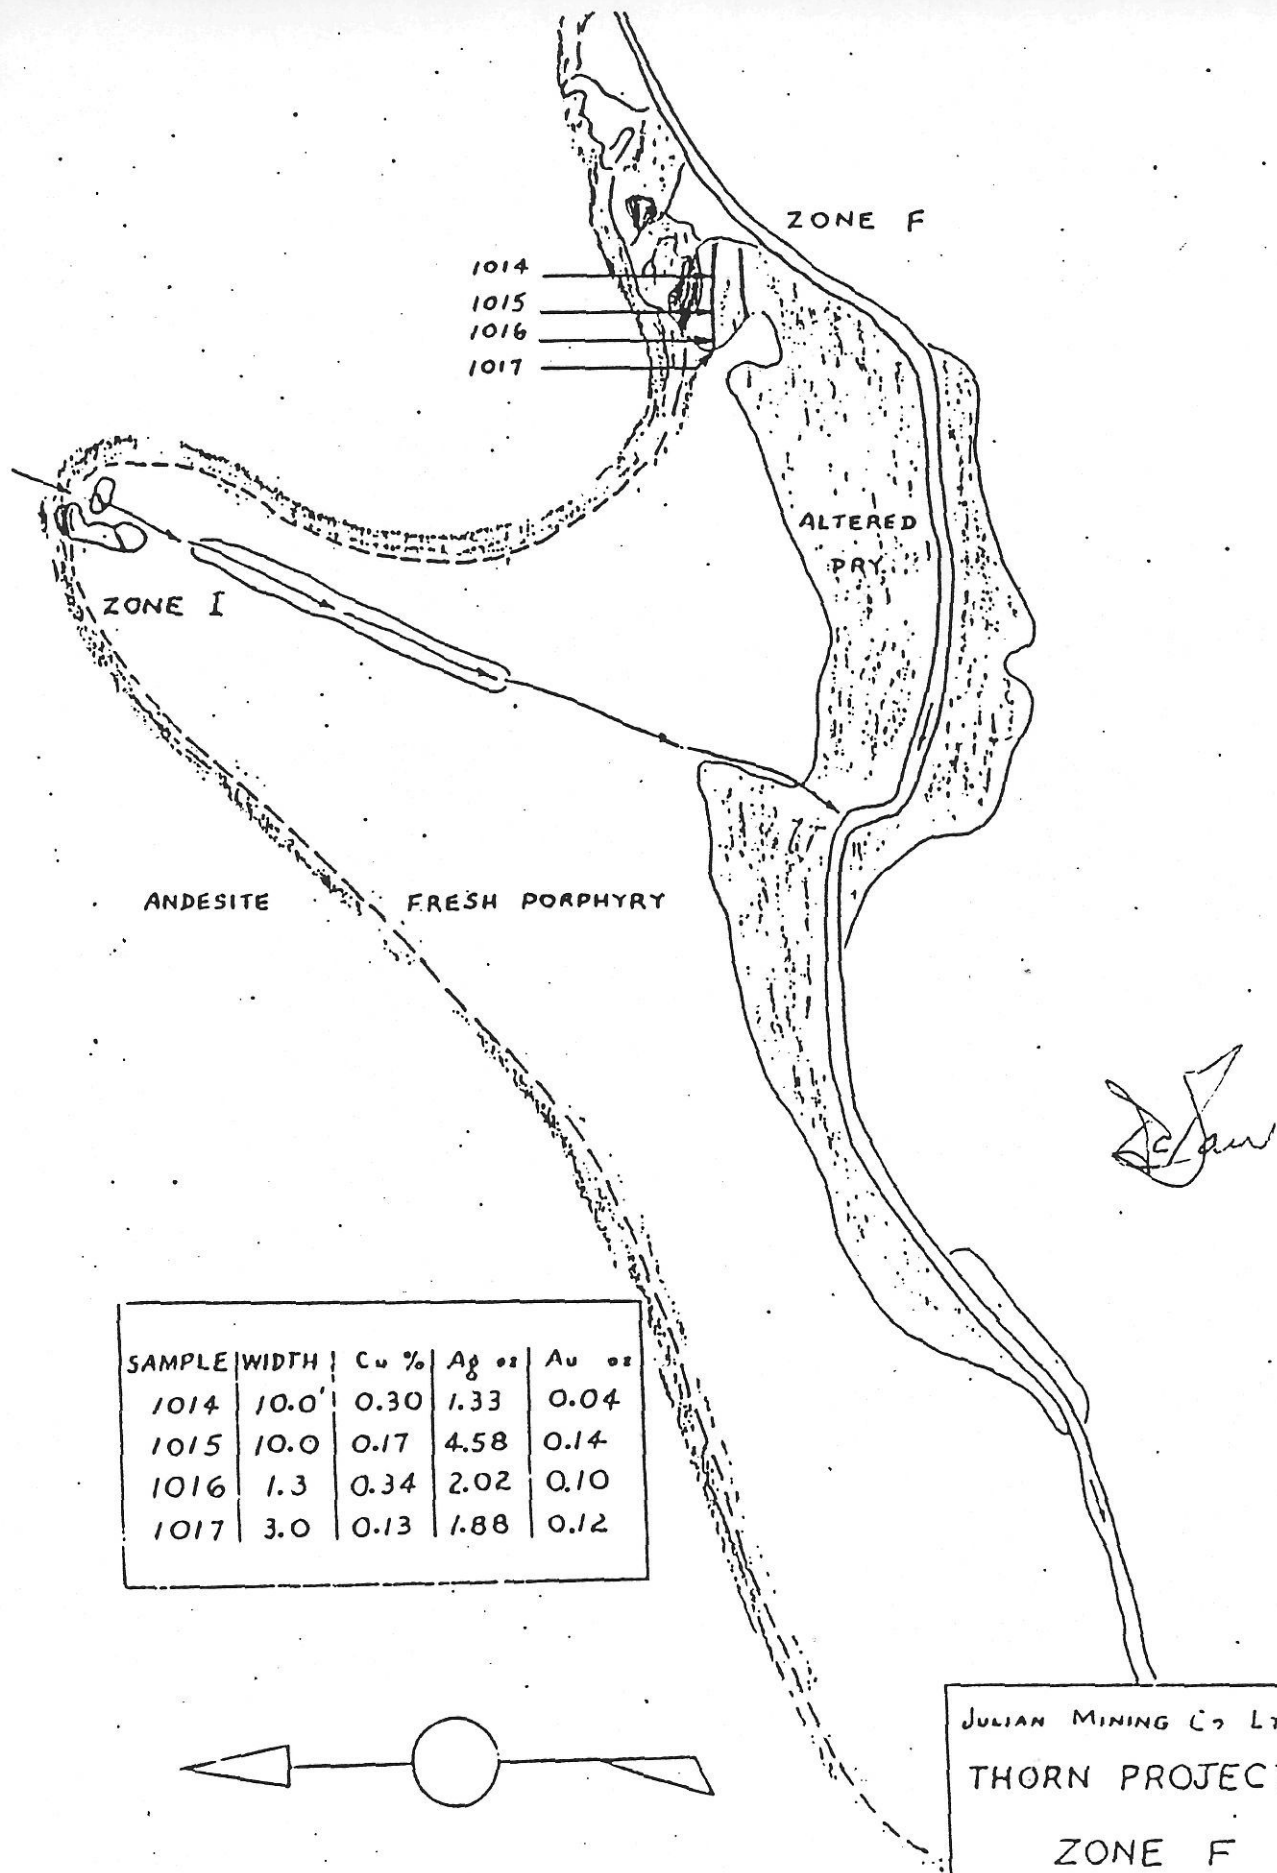 ZONE F
1014
1015
1016
1017
ALTERED
PRY
ZONE I
ANDESITE
FRESH PORPHYRY
SAMPLE WIDTH Cu % Ag oz Au oz
1014 10.0' 0.30 1.33 0.04
1015 10.0 0.17 4.58 0.14
1016 1.3 0.34 2.02 0.10
1017 3.0 0.13 1.88 0.12
JULIAN MINING Co
THORN PROJECT
ZONE F